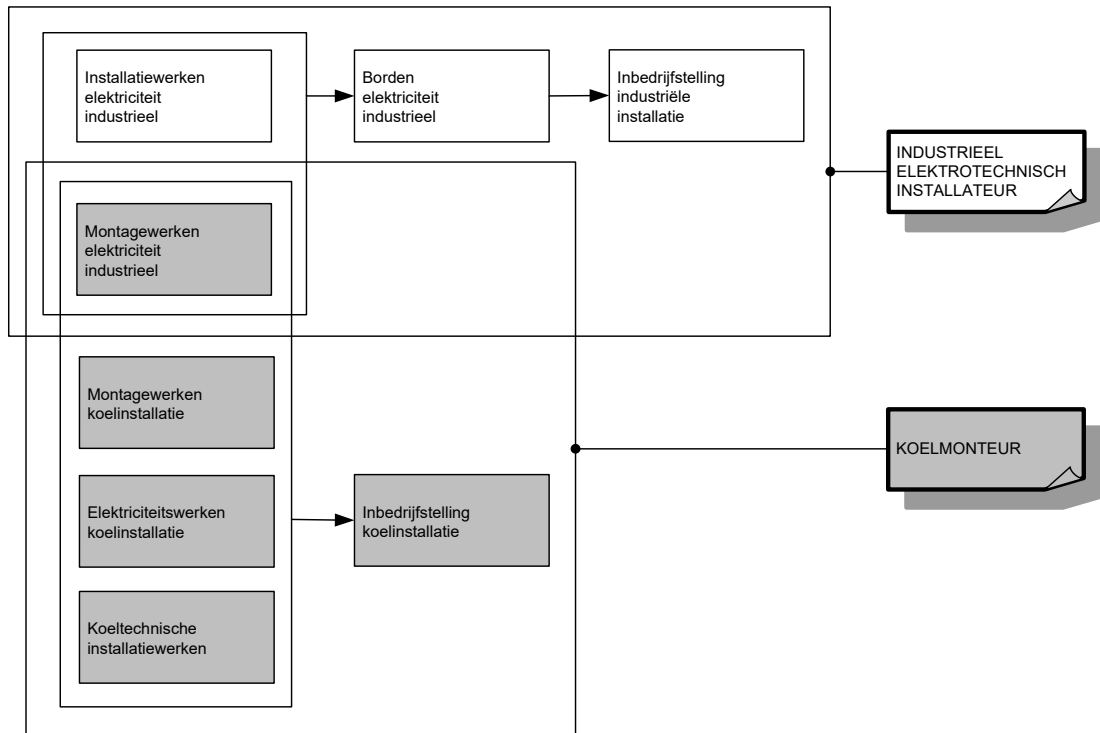 Installatiewerken
elektriciteit
industrieel
Borden
elektriciteit
industrieel
Inbedrijfstelling
industriële
installatie
INDUSTRIEEL
ELEKTROTECHNISCH
INSTALLATEUR
Montagewerken
elektriciteit
industrieel
Montagewerken
koelinstallatie
KOELMONTEUR
Elektriciteitswerken
koelinstallatie
Inbedrijfstelling
koelinstallatie
Koeltechnische
installatiewerken